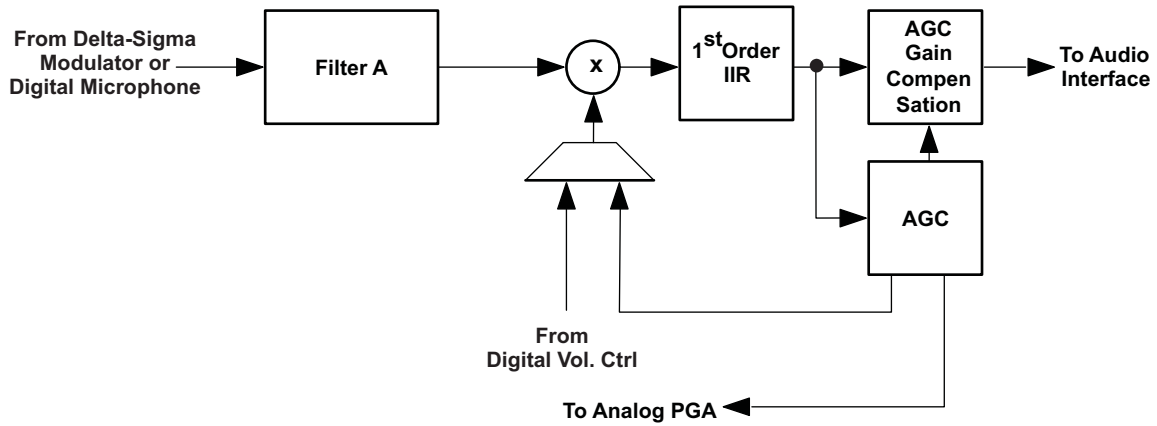 From Delta-Sigma
Modulator or
Digital Microphone
Filter A
x
1st Order
IIR
AGC
Gain
Compen
Sation
To Audio
Interface
AGC
From
Digital Vol. Ctrl
To Analog PGA